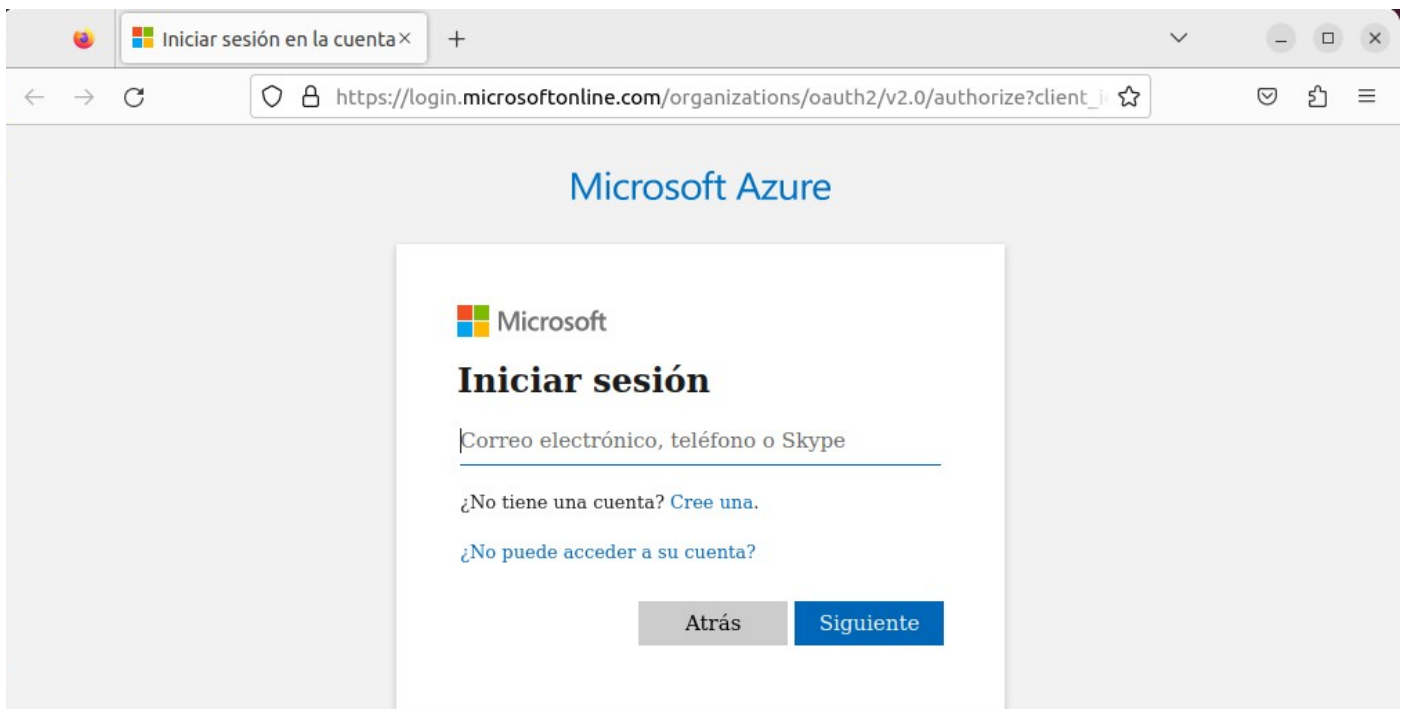 Iniciar sesión en la cuenta
https://login.microsoftonline.com/organizations/oauth2/v2.0/authorize?client_i
Microsoft Azure
Microsoft
Iniciar sesión
Correo electrónico, teléfono o Skype
¿No tiene una cuenta? Cree una.
¿No puede acceder a su cuenta?
Atrás Siguiente